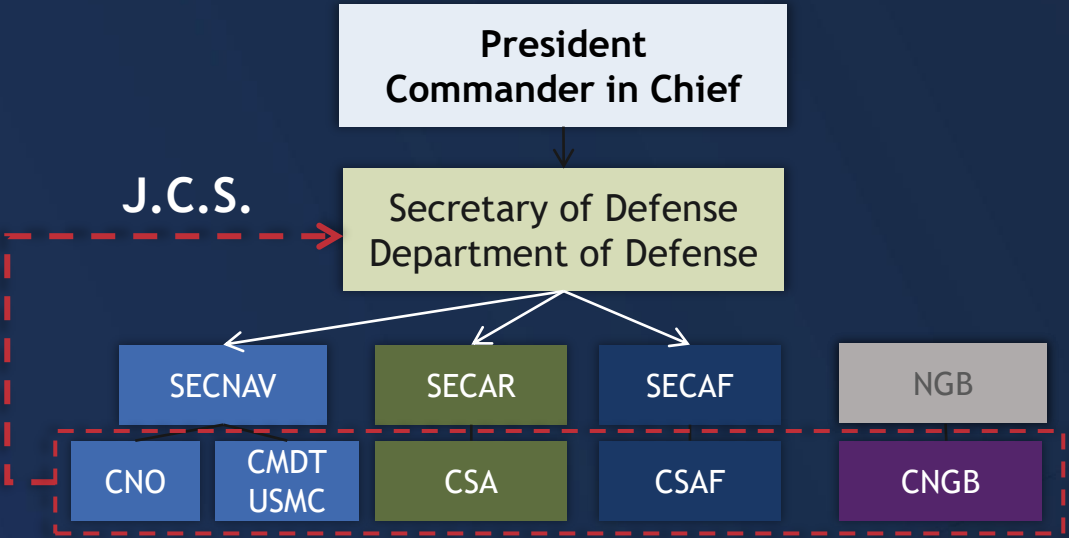 President
Commander in Chief
J.C.S.
Secretary of Defense
Department of Defense
SECNAV
SECAR
SECAF
NGB
CNO
CMDT
USMC
CSA
CSAF
CNGB